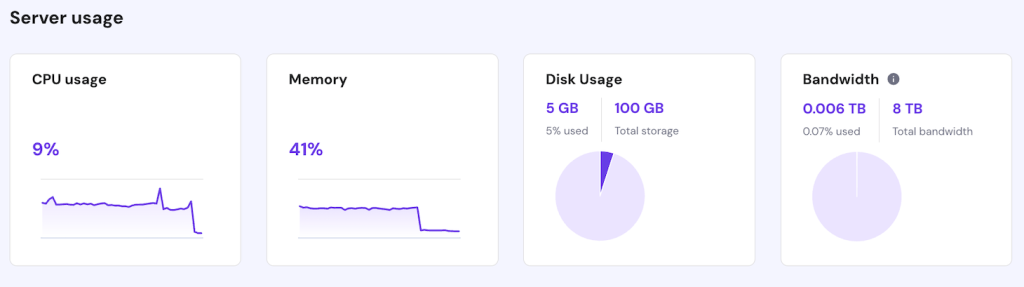 Server usage
CPU usage
9%
Memory
41%
Disk Usage
5 GB
5% used
100 GB
Total storage
Bandwidth
0.006 TB
0.07% used
8 TB
Total bandwidth